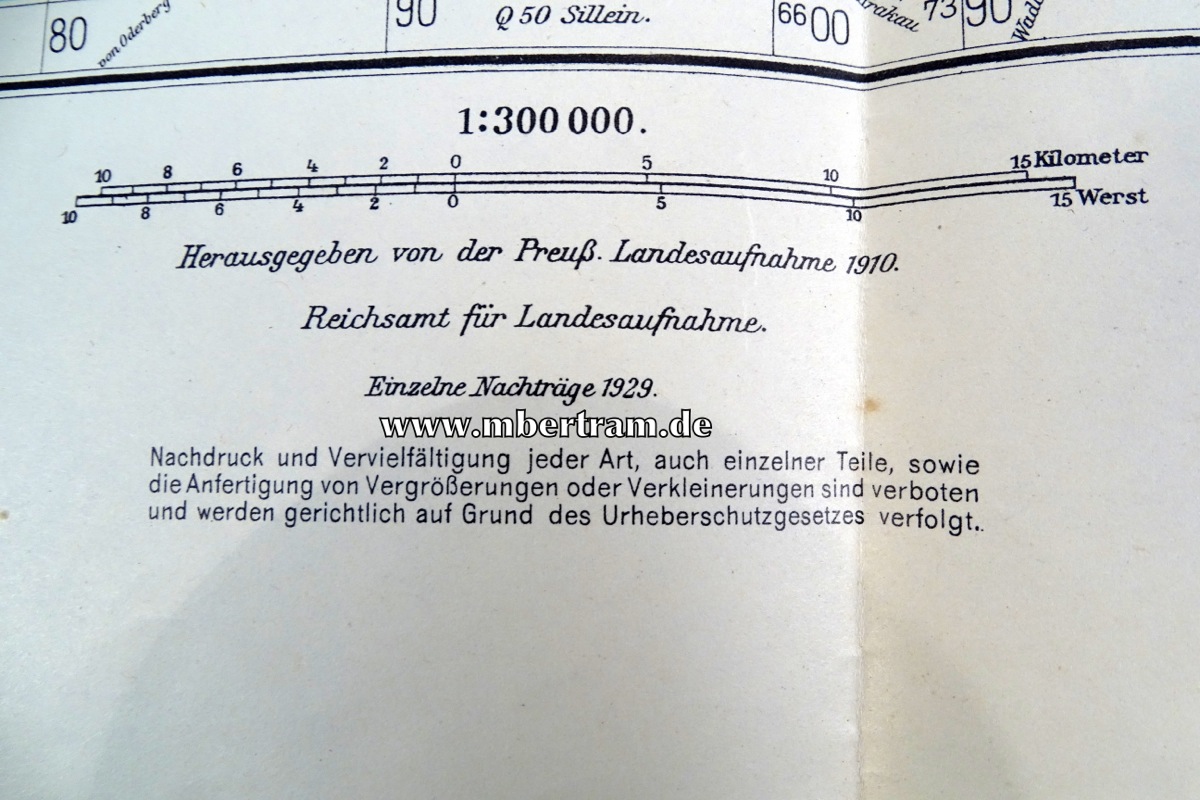 80 von Oderberg 90 Q 50 Sillein. 6600 Krakau 7390
1:300 000.
10 8 6 4 2 0 5 10 15 Kilometer
10 8 6 4 2 0 5 10 15 Werst
Herausgegeben von der Preuß. Landesaufnahme 1910.
Reichsamt für Landesaufnahme.
Einzelne Nachträge 1929.
www.mbertram.de
Nachdruck und Vervielfältigung jeder Art, auch einzelner Teile, sowie
die Anfertigung von Vergrößerungen oder Verkleinerungen sind verboten
und werden gerichtlich auf Grund des Urheberschutzgesetzes verfolgt.